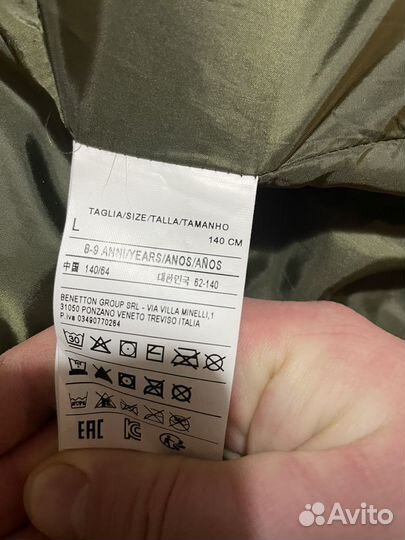 TAGLIA/SIZE/TALLA/TAMANHO
L 140 CM
8-9 ANNI/YEARS/ANOS/AÑOS
中国 140/64 대한민국 62-140
BENETTON GROUP SRL - VIA VILLA MINELLI,1
31050 PONZANO VENETO TREVISO ITALIA
P.iva 03490770264
30
EAC
Avito